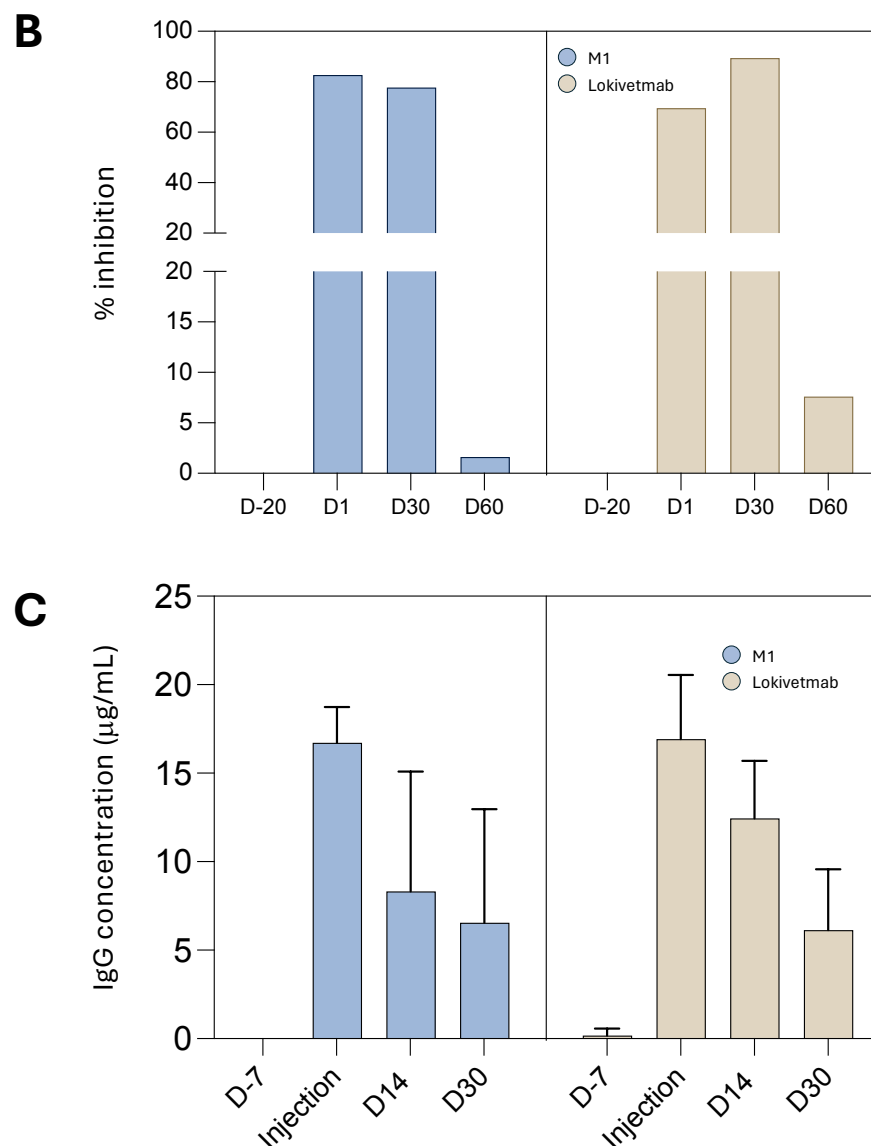 B
% inhibition
100
80
60
40
20
20
15
10
5
0
M1
Lokivetmab
D-20 D1 D30 D60 D-20 D1 D30 D60
C
IgG concentration (µg/mL)
25
20
15
10
5
0
M1
Lokivetmab
D-7 Injection D14 D30 D-7 Injection D14 D30